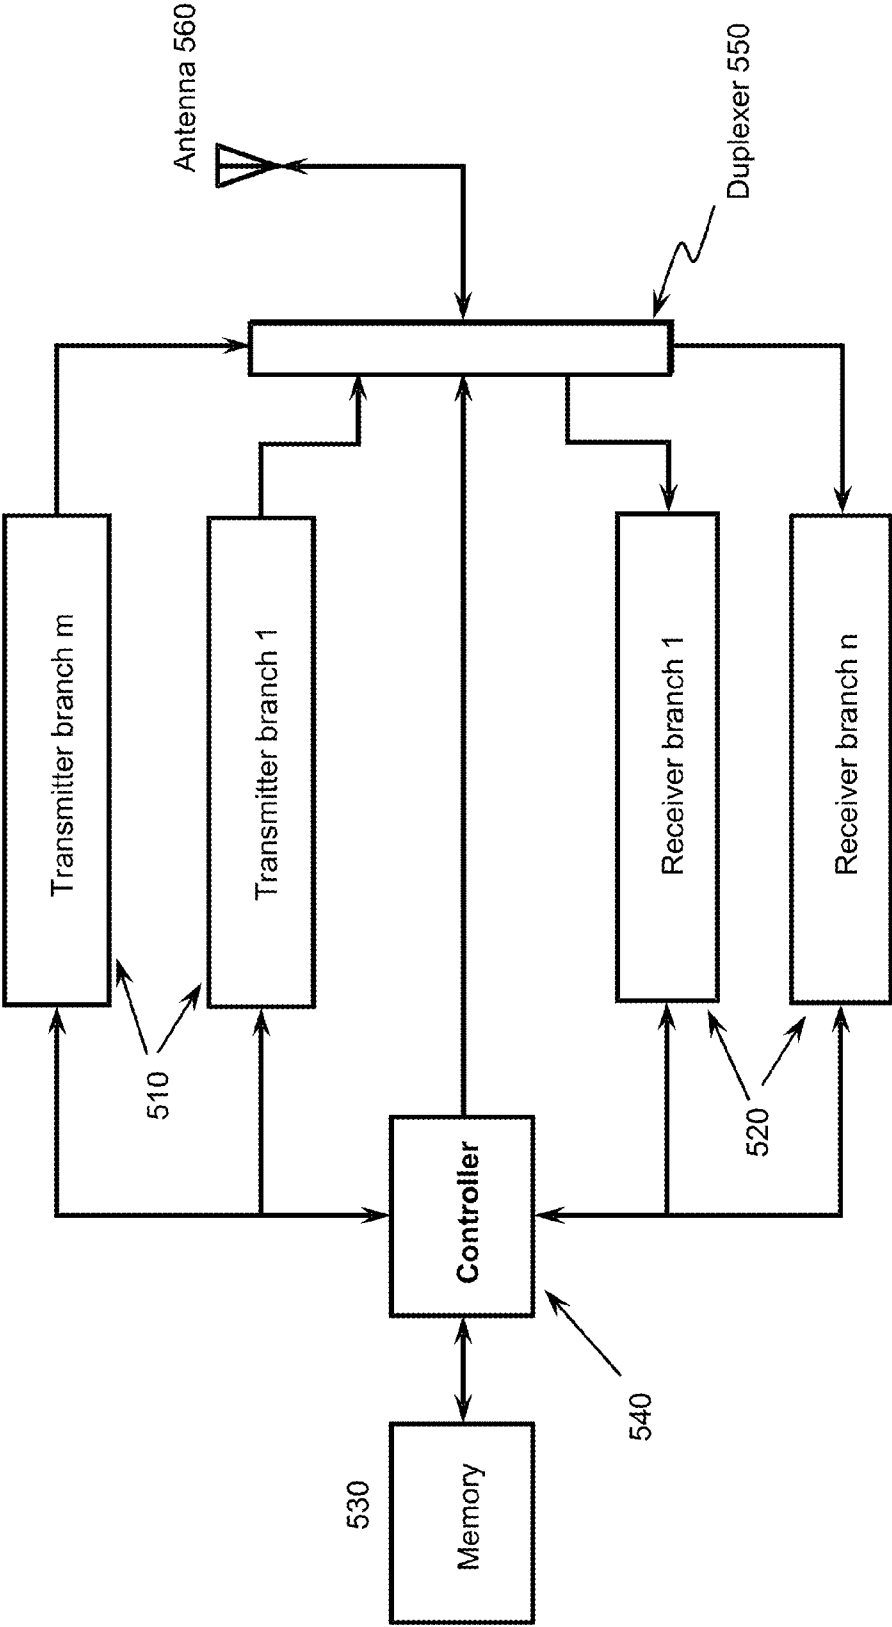 Antenna 560
Duplexer 550
Transmitter branch m
Transmitter branch 1
Receiver branch 1
Receiver branch n
510
520
Controller
540
530
Memory